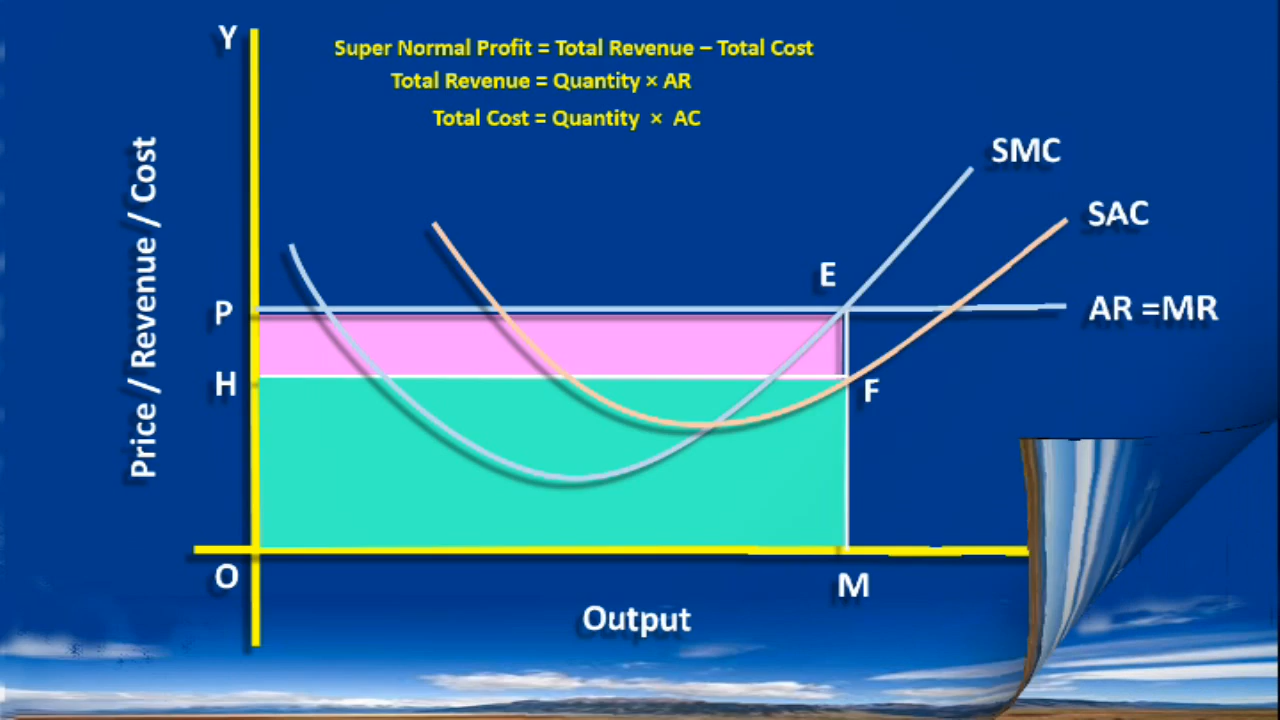 Y
Super Normal Profit = Total Revenue – Total Cost
Total Revenue = Quantity × AR
Total Cost = Quantity × AC
SMC
SAC
Price / Revenue / Cost
E
P
AR =MR
H
F
O
M
Output